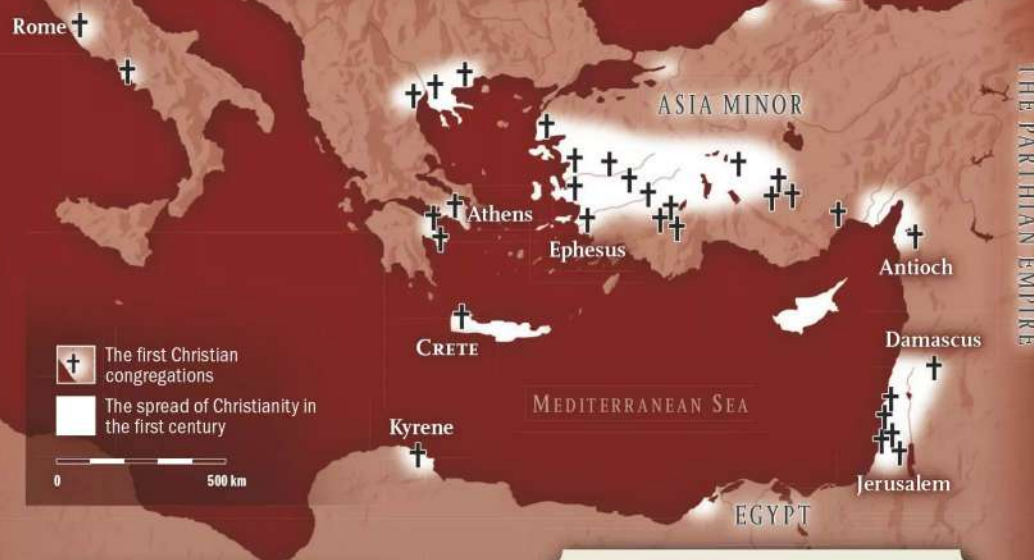 Rome
ASIA MINOR
THE PARTHIAN EMPIRE
Athens
Ephesus
Antioch
CRETE
Damascus
The first Christian
congregations
The spread of Christianity in
the first century
MEDITERRANEAN SEA
Kyrene
0 500 km
Jerusalem
EGYPT